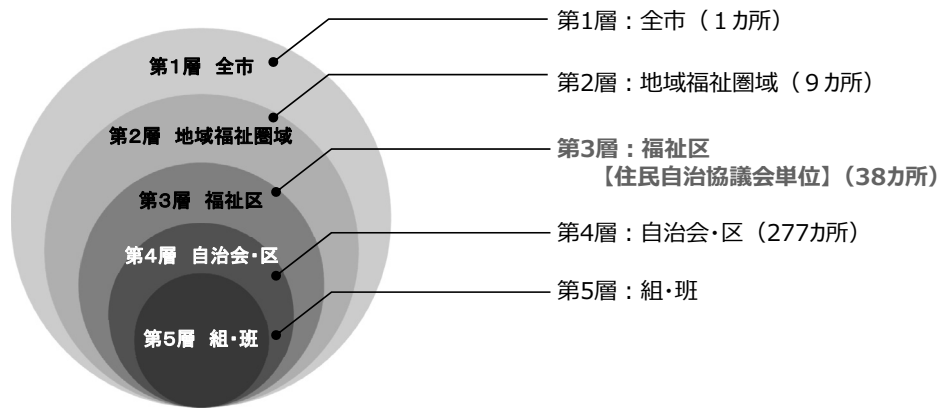 第1層 全市
第2層 地域福祉圏域
第3層 福祉区
第4層 自治会・区
第5層 組・班
第1層：全市（１カ所）
第2層：地域福祉圏域（９カ所）
第3層：福祉区
【住民自治協議会単位】（38カ所）
第4層：自治会・区（277カ所）
第5層：組・班